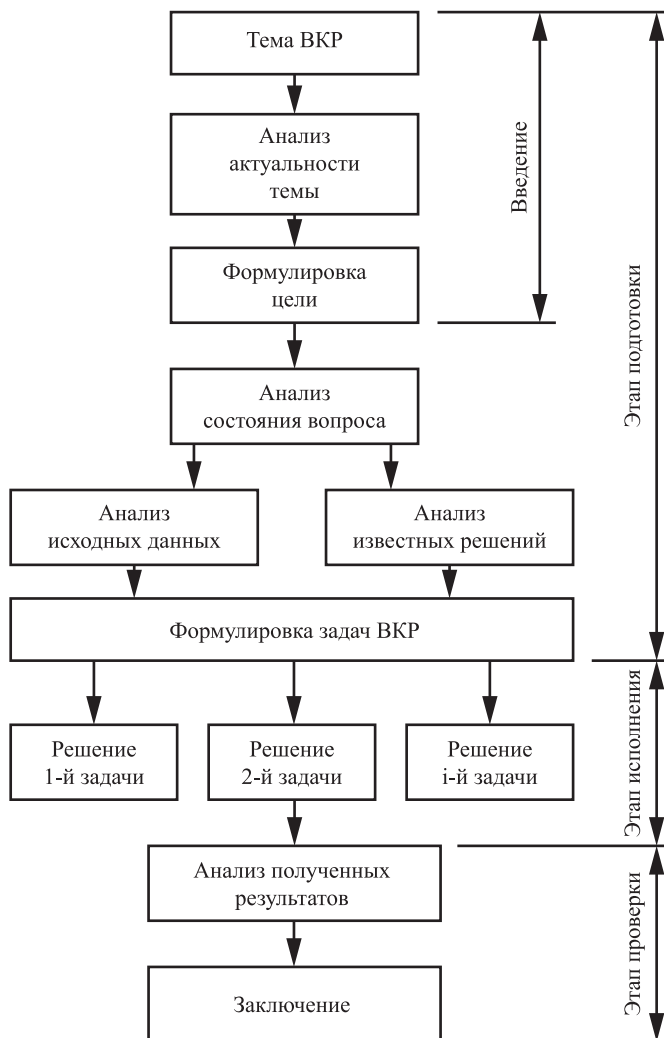 Тема ВКР
Анализ
актуальности
темы
Формулировка
цели
Введение
Анализ
состояния вопроса
Анализ
исходных данных
Анализ
известных решений
Формулировка задач ВКР
Этап подготовки
Решение
1-й задачи
Решение
2-й задачи
Решение
i-й задачи
Этап исполнения
Анализ полученных
результатов
Заключение
Этап проверки